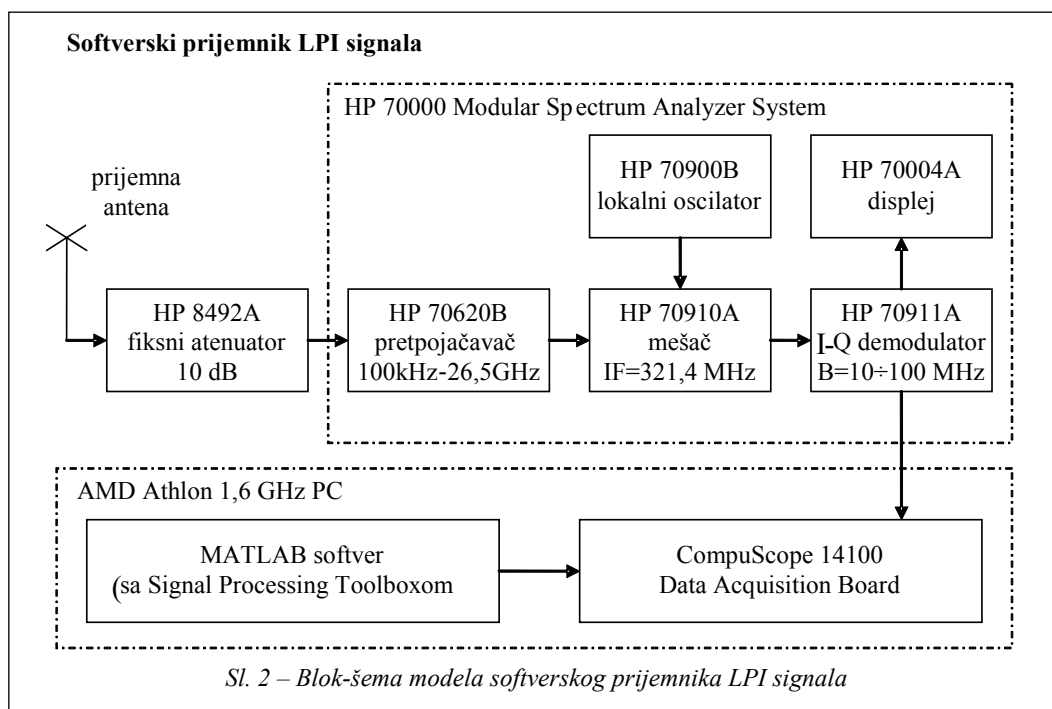 Softverski prijemnik LPI signala
HP 70000 Modular Spectrum Analyzer System
prijemna
antena
HP 70900B
lokalni oscilator
HP 70004A
displej
HP 8492A
fiksni atenuator
10 dB
HP 70620B
pretpojačavač
100kHz-26,5GHz
HP 70910A
mešač
IF=321,4 MHz
HP 70911A
I-Q demodulator
B=10÷100 MHz
AMD Athlon 1,6 GHz PC
MATLAB softver
(sa Signal Processing Toolboxom
CompuScope 14100
Data Acquisition Board
Sl. 2 – Blok-šema modela softverskog prijemnika LPI signala